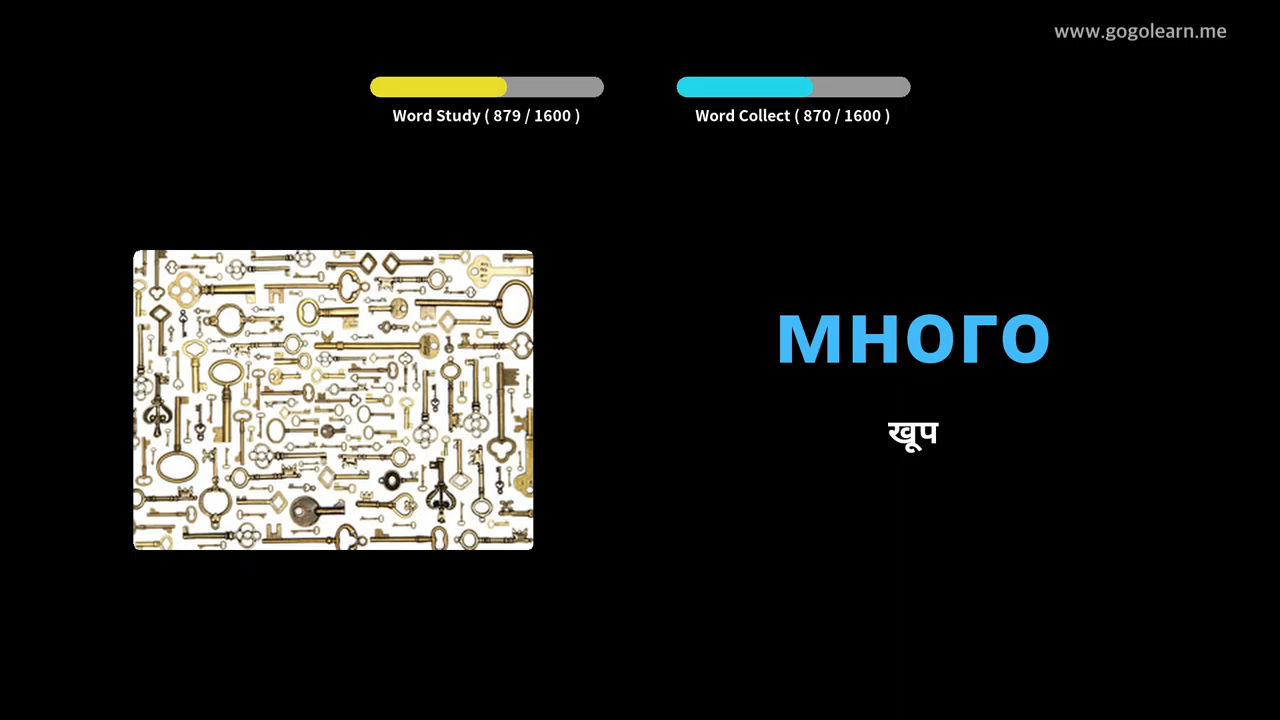 www.gogolearn.me
Word Study ( 879 / 1600 )
Word Collect ( 870 / 1600 )
много
खूप